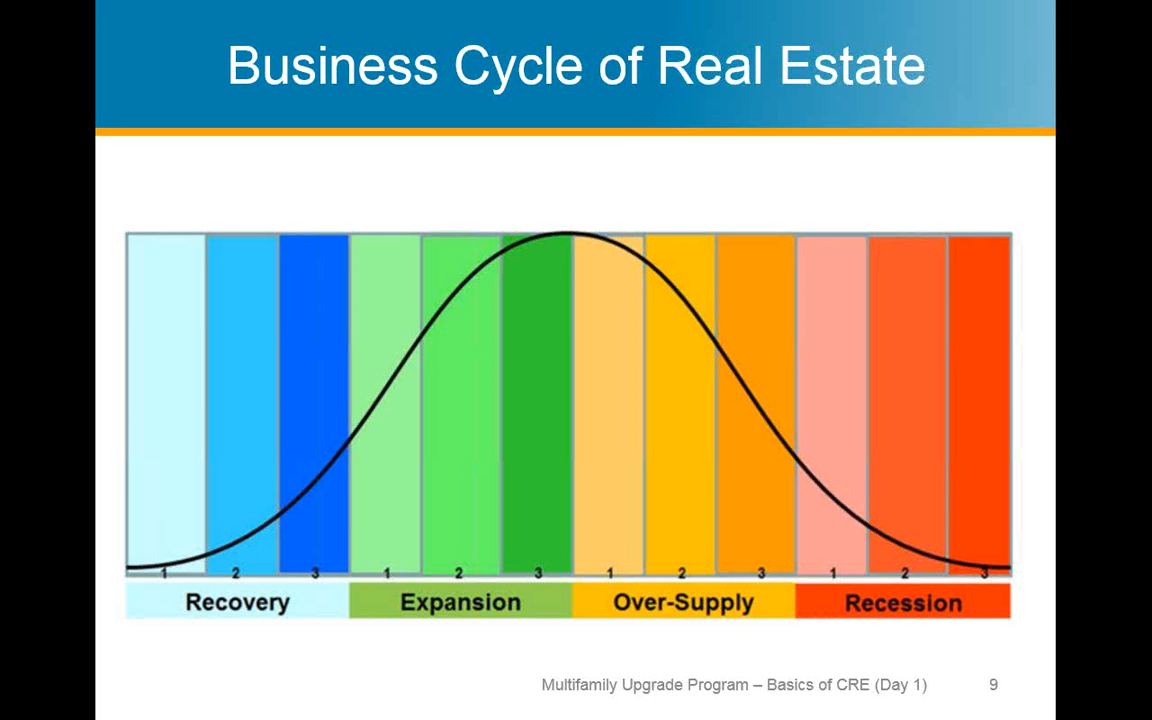 Business Cycle of Real Estate
1 2 3 1 2 3 1 2 3 1 2 3
Recovery Expansion Over-Supply Recession
Multifamily Upgrade Program – Basics of CRE (Day 1) 9